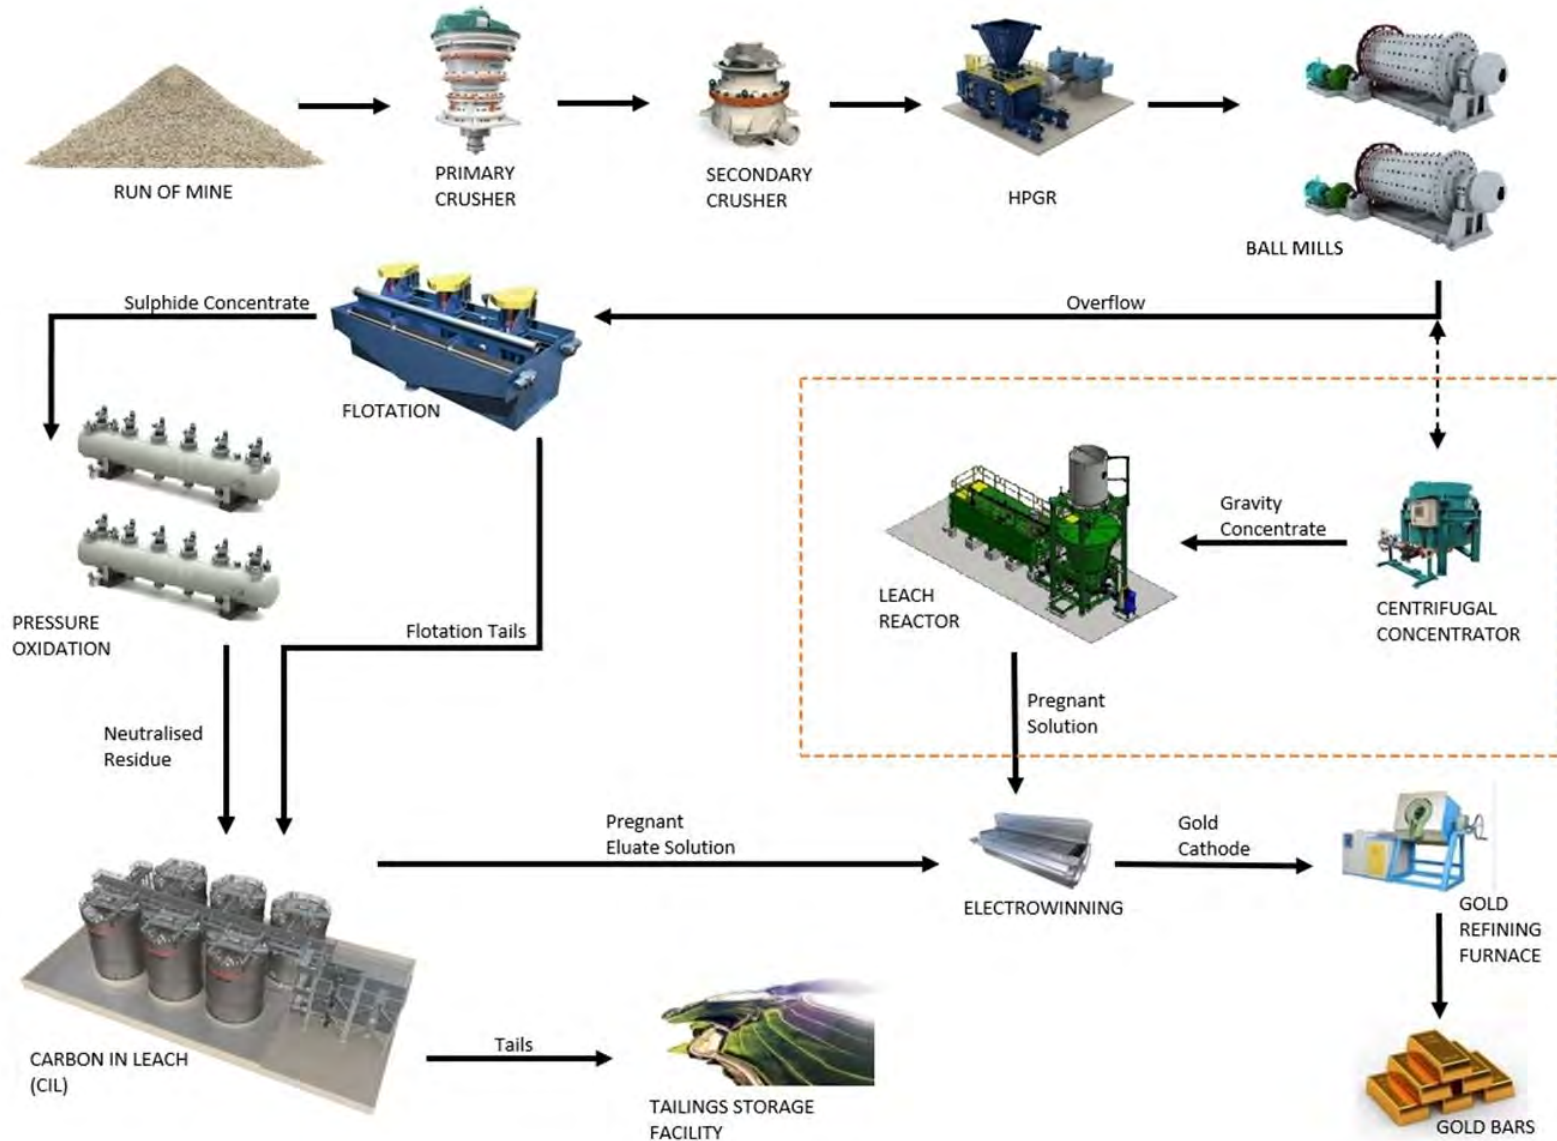 RUN OF MINE
PRIMARY
CRUSHER
SECONDARY
CRUSHER
HPGR
BALL MILLS
Sulphide Concentrate
Overflow
FLOTATION
Gravity
Concentrate
LEACH
REACTOR
CENTRIFUGAL
CONCENTRATOR
PRESSURE
OXIDATION
Flotation Tails
Pregnant
Solution
Neutralised
Residue
Pregnant
Eluate Solution
Gold
Cathode
ELECTROWINNING
GOLD
REFINING
FURNACE
CARBON IN LEACH
(CIL)
Tails
TAILINGS STORAGE
FACILITY
GOLD BARS